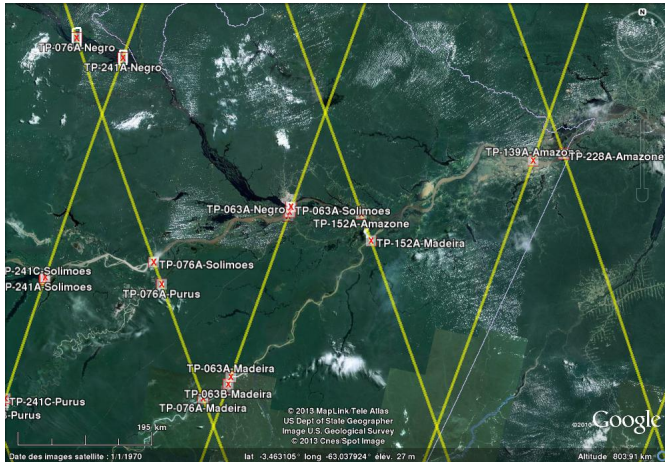 N
TP-076A-Negro
TP-241A-Negro
TP-139A-Amazo
TP-228A-Amazone
TP-063A-Negro
TP-063A-Solimoes
TP-152A-Amazone
TP-152A-Madeira
TP-076A-Solimoes
P-241C-Solimoes
P-241A-Solimoes
TP-076A-Purus
TP-063A-Madeira
TP-063B-Madeira
TP-076A-Madeira
TP-241C-Purus
-Purus
195 km
© 2013 MapLink/Tele Atlas
US Dept of State Geographer
Image U.S. Geological Survey
© 2013 Cnes/Spot Image
©2010 Google
Date des images satellite : 1/1/1970 lat -3.463105° long -63.037924° élev. 27 m Altitude 803.91 km